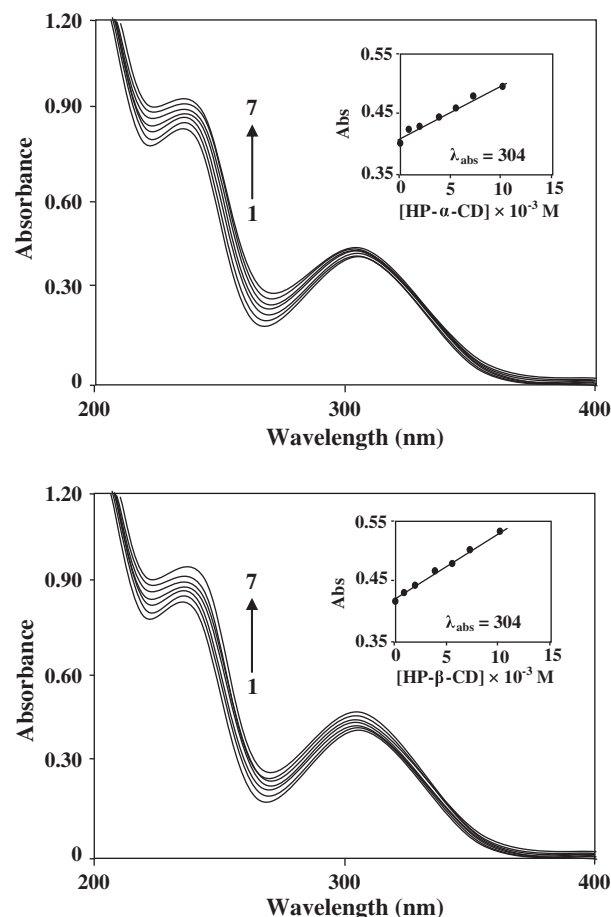 1.20
0.90
0.60
0.30
0
Absorbance
7
1
0.55
0.45
0.35
Abs
λabs = 304
0 5 10 15
[HP-α-CD] × 10-3 M
200 300 400
Wavelength (nm)
1.20
0.90
0.60
0.30
0
Absorbance
7
1
0.55
0.45
0.35
Abs
λabs = 304
0 5 10 15
[HP-β-CD] × 10-3 M
200 300 400
Wavelength (nm)